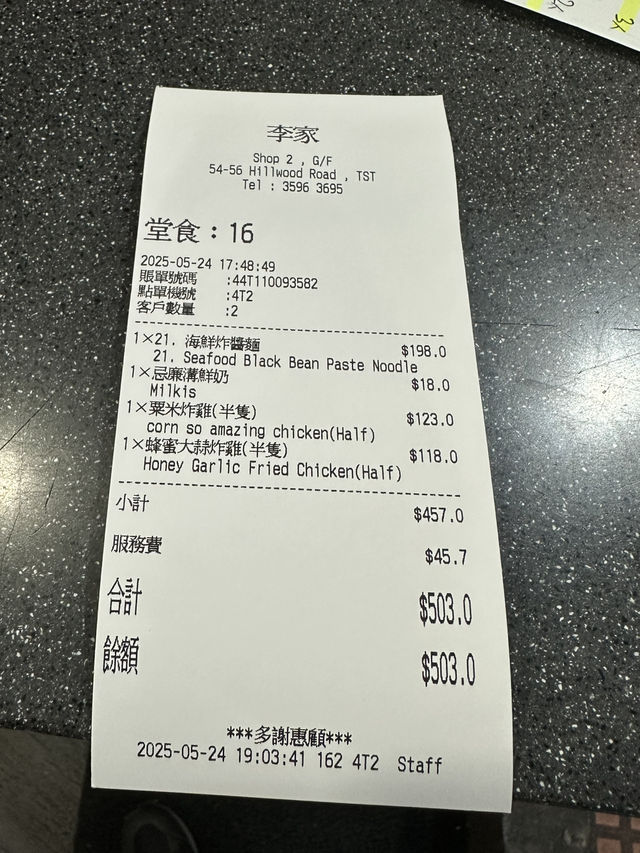 李家
Shop 2 , G/F
54-56 Hillwood Road , TST
Tel : 3596 3695
堂食：16
2025-05-24 17:48:49
賬單號碼 :44T110093582
點單機號 :4T2
客戶數量 :2
1×21. 海鮮炸醬麵 $198.0
21. Seafood Black Bean Paste Noodle
1×忌廉溝鮮奶 $18.0
Milkis
1×粟米炸雞(半隻) $123.0
corn so amazing chicken(Half)
1×蜂蜜大蒜炸雞(半隻) $118.0
Honey Garlic Fried Chicken(Half)
小計 $457.0
服務費 $45.7
合計 $503.0
餘額 $503.0
***多謝惠顧***
2025-05-24 19:03:41 162 4T2 Staff